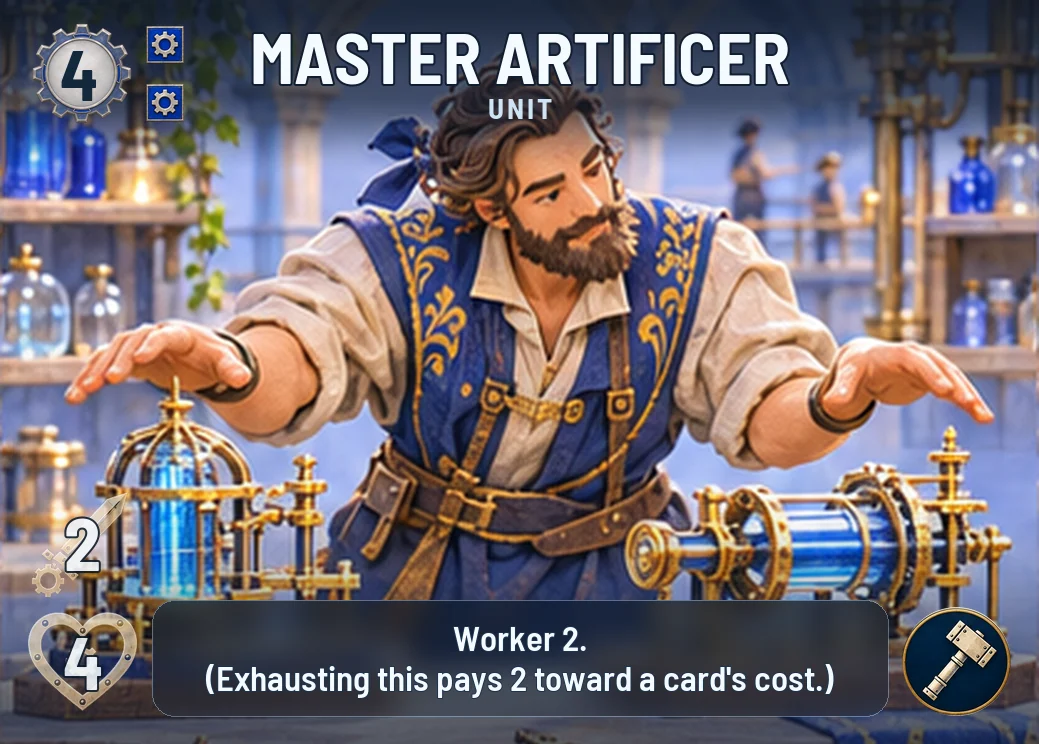 4
MASTER ARTIFICER
UNIT
2
4
Worker 2.
(Exhausting this pays 2 toward a card's cost.)